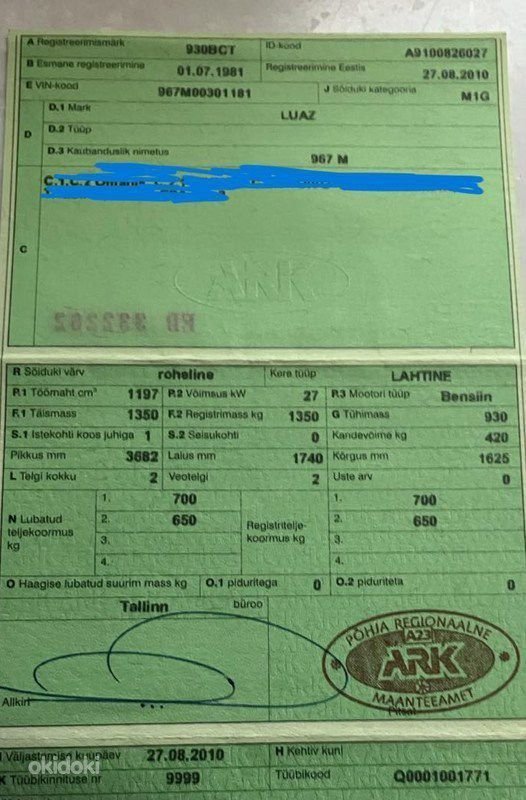 A Registreerimismärk 930BCT ID-kood A9100826027
B Esmane registreerimine 01.07.1981 Registreerimine Eestis 27.08.2010
E VIN-kood 967M00301181 J Sõiduki kategooria M1G
D.1 Mark LUAZ
D D.2 Tüüp
D.3 Kaubanduslik nimetus 967 M
C
ARK
R Sõiduki värv roheline Kere tüüp LAHTINE
P.1 Töömaht cm³ 1197 P.2 Võimsus kW 27 P.3 Mootori tüüp Bensiin
F.1 Täismass 1350 F.2 Registrimass kg 1350 G Tühimass 930
S.1 Istekohti koos juhiga 1 S.2 Seisukohti 0 Kandevõime kg 420
Pikkus mm 3682 Laius mm 1740 Kõrgus mm 1625
L Telgi kokku 2 Veotelgi 2 Uste arv 0
N Lubatud teljekoormus kg 1. 700 Registritelje-koormus kg 1. 700
2. 650 2. 650
3. 3.
4. 4.
O Haagise lubatud suurim mass kg O.1 piduritega 0 O.2 piduriteta 0
Tallinn büroo
PÕHJA REGIONAALNE
A23
ARK
MAANTEEAMET
Allkiri Pitsat
I Väljastamise kuupäev 27.08.2010 H Kehtiv kuni
K Tüübikinnituse nr 9999 Tüübikood Q0001001771
okidoki